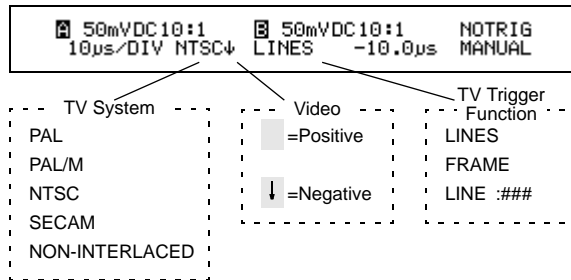 A 50mVDC10:1 B 50mVDC10:1 NOTRIG
10µs/DIV NTSC↓ LINES -10.0µs MANUAL
TV System
PAL
PAL/M
NTSC
SECAM
NON-INTERLACED
Video
=Positive
↓ =Negative
TV Trigger
Function
LINES
FRAME
LINE :###